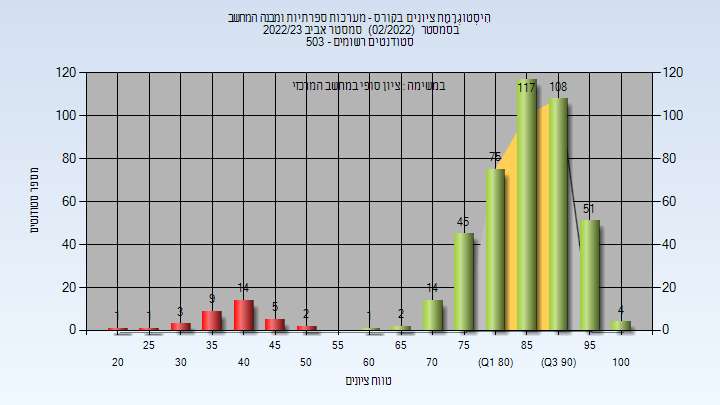 היסטוגרמת ציונים בקורס - מערכות ספרתיות ומבנה המחשב
בסמסטר (02/2022) סמסטר אביב 2022/23
סטודנטים רשומים - 503
במשימה : ציון סופי במחשב המרכזי
מספר סטודנטים
120 120
100 100
80 80
60 60
40 40
20 20
0 0
1 1 3 9 14 5 2 1 2 14 45 75 117 108 51 4
25 35 45 55 65 75 85 95
20 30 40 50 60 70 (Q1 80) (Q3 90) 100
טווח ציונים